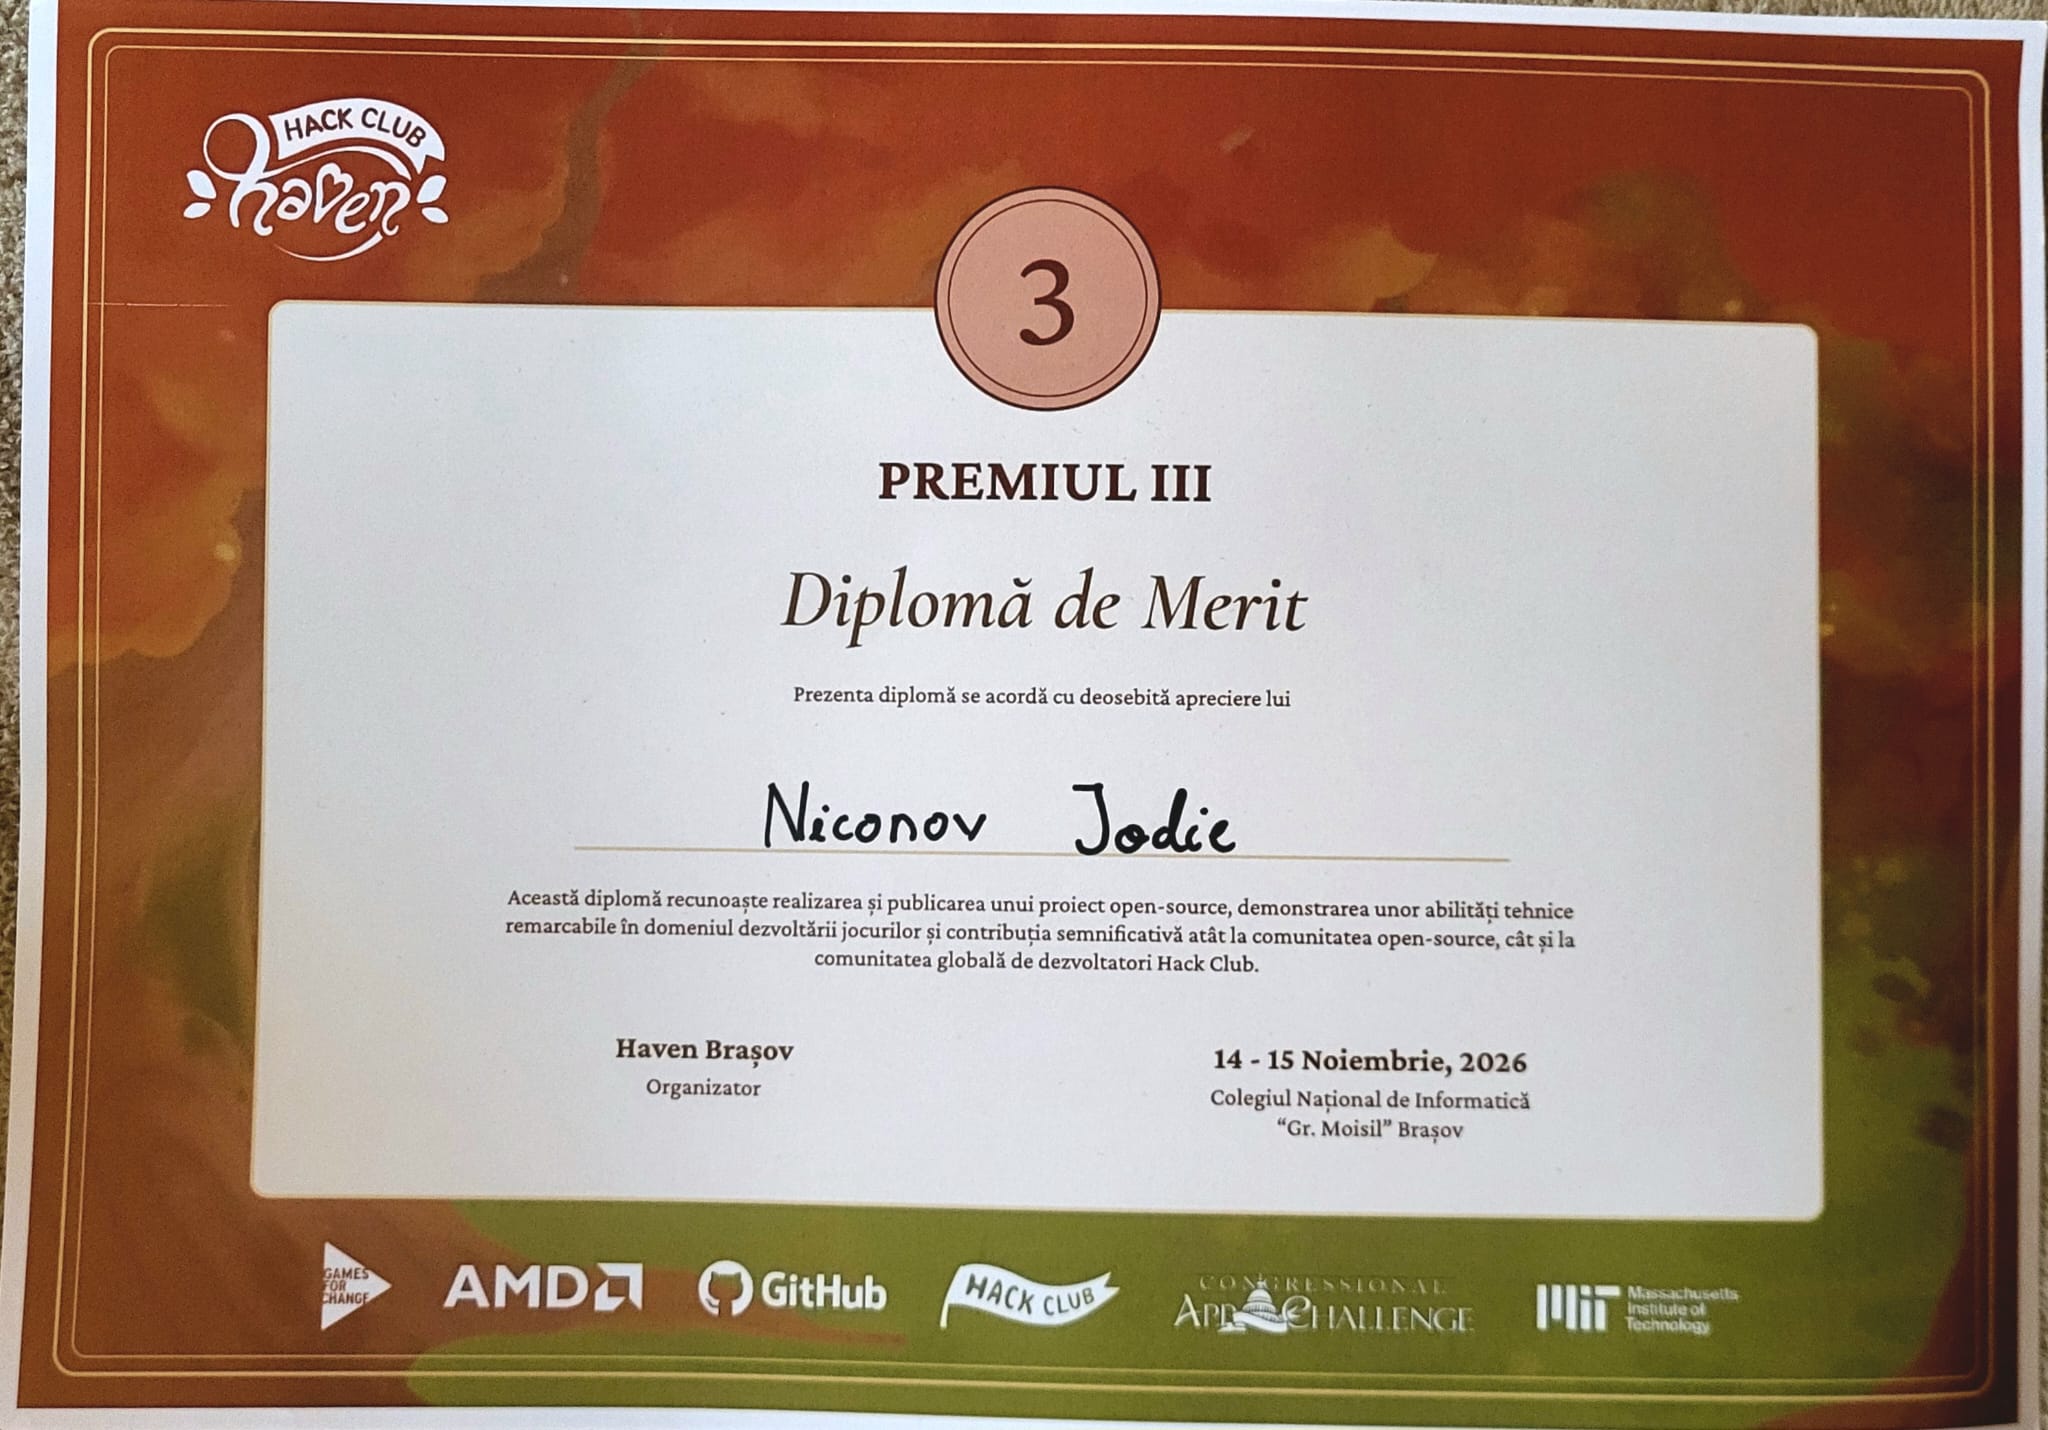 HACK CLUB
haven
3
PREMIUL III
Diplomă de Merit
Prezenta diplomă se acordă cu deosebită apreciere lui
Niconov Jodie
Această diplomă recunoaște realizarea și publicarea unui proiect open-source, demonstrarea unor abilități tehnice
remarcabile în domeniul dezvoltării jocurilor și contribuția semnificativă atât la comunitatea open-source, cât și la
comunitatea globală de dezvoltatori Hack Club.
Haven Brașov
Organizator
14 - 15 Noiembrie, 2026
Colegiul Național de Informatică
“Gr. Moisil” Brașov
GAMES
FOR
CHANGE
AMD
GitHub
HACK CLUB
CONGRESSIONAL
APP CHALLENGE
MIT
Massachusetts
Institute of
Technology